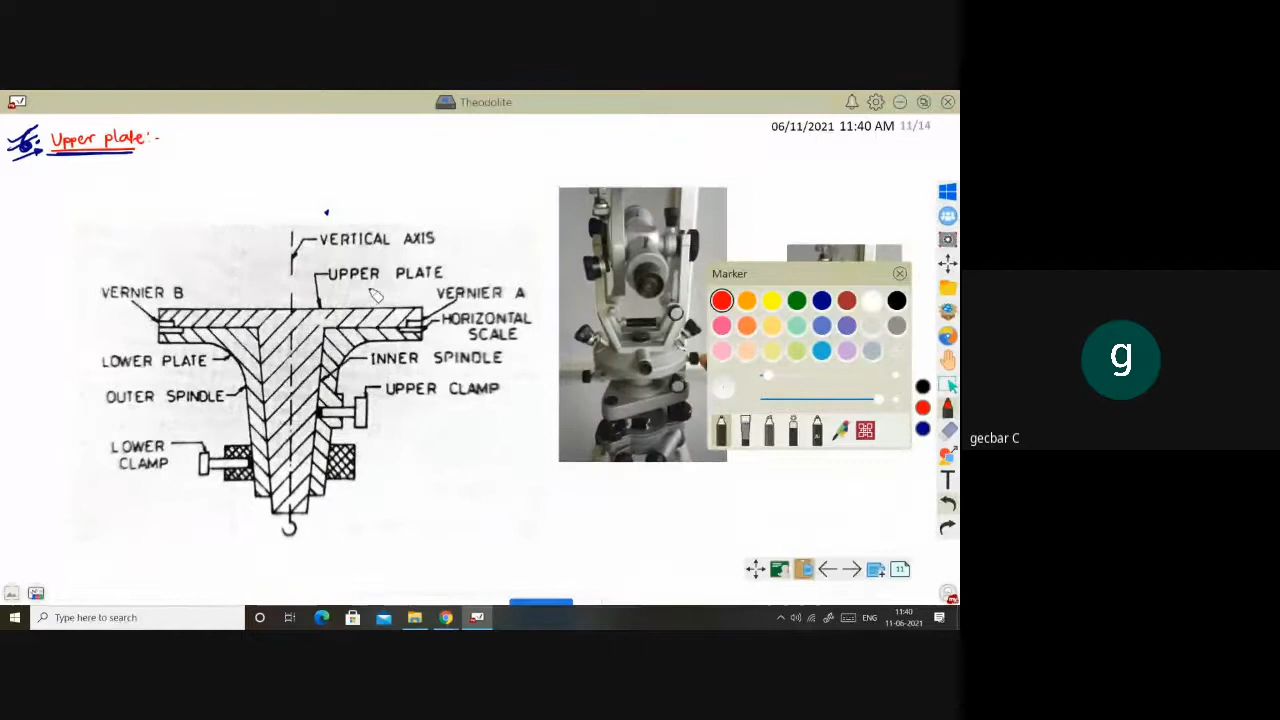 Theodolite
06/11/2021 11:40 AM 11/14
6. Upper plate:-
VERTICAL AXIS
UPPER PLATE
VERNIER B
VERNIER A
HORIZONTAL
SCALE
LOWER PLATE
INNER SPINDLE
OUTER SPINDLE
UPPER CLAMP
LOWER
CLAMP
Marker
g
gecbar C
T
11
Type here to search
ENG
11:40
11-06-2021